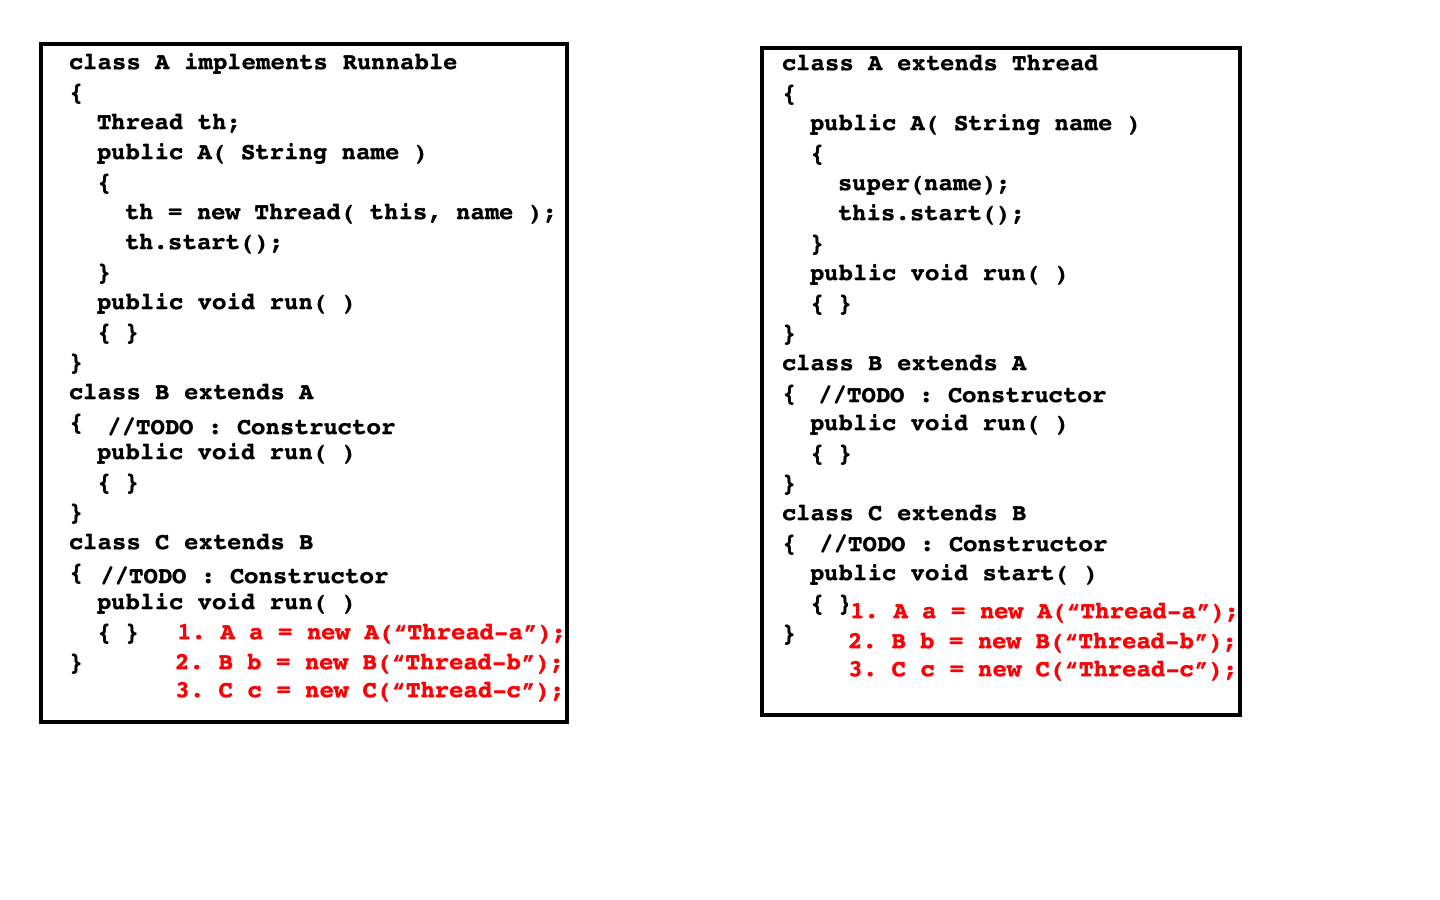 class A implements Runnable
{
Thread th;
public A( String name )
{
th = new Thread( this, name );
th.start();
}
public void run( )
{ }
}
class B extends A
{ //TODO : Constructor
public void run( )
{ }
}
class C extends B
{ //TODO : Constructor
public void run( )
{ } 1. A a = new A(“Thread-a”);
} 2. B b = new B(“Thread-b”);
3. C c = new C(“Thread-c”);
class A extends Thread
{
public A( String name )
{
super(name);
this.start();
}
public void run( )
{ }
}
class B extends A
{ //TODO : Constructor
public void run( )
{ }
}
class C extends B
{ //TODO : Constructor
public void start( )
{ }1. A a = new A(“Thread-a”);
} 2. B b = new B(“Thread-b”);
3. C c = new C(“Thread-c”);